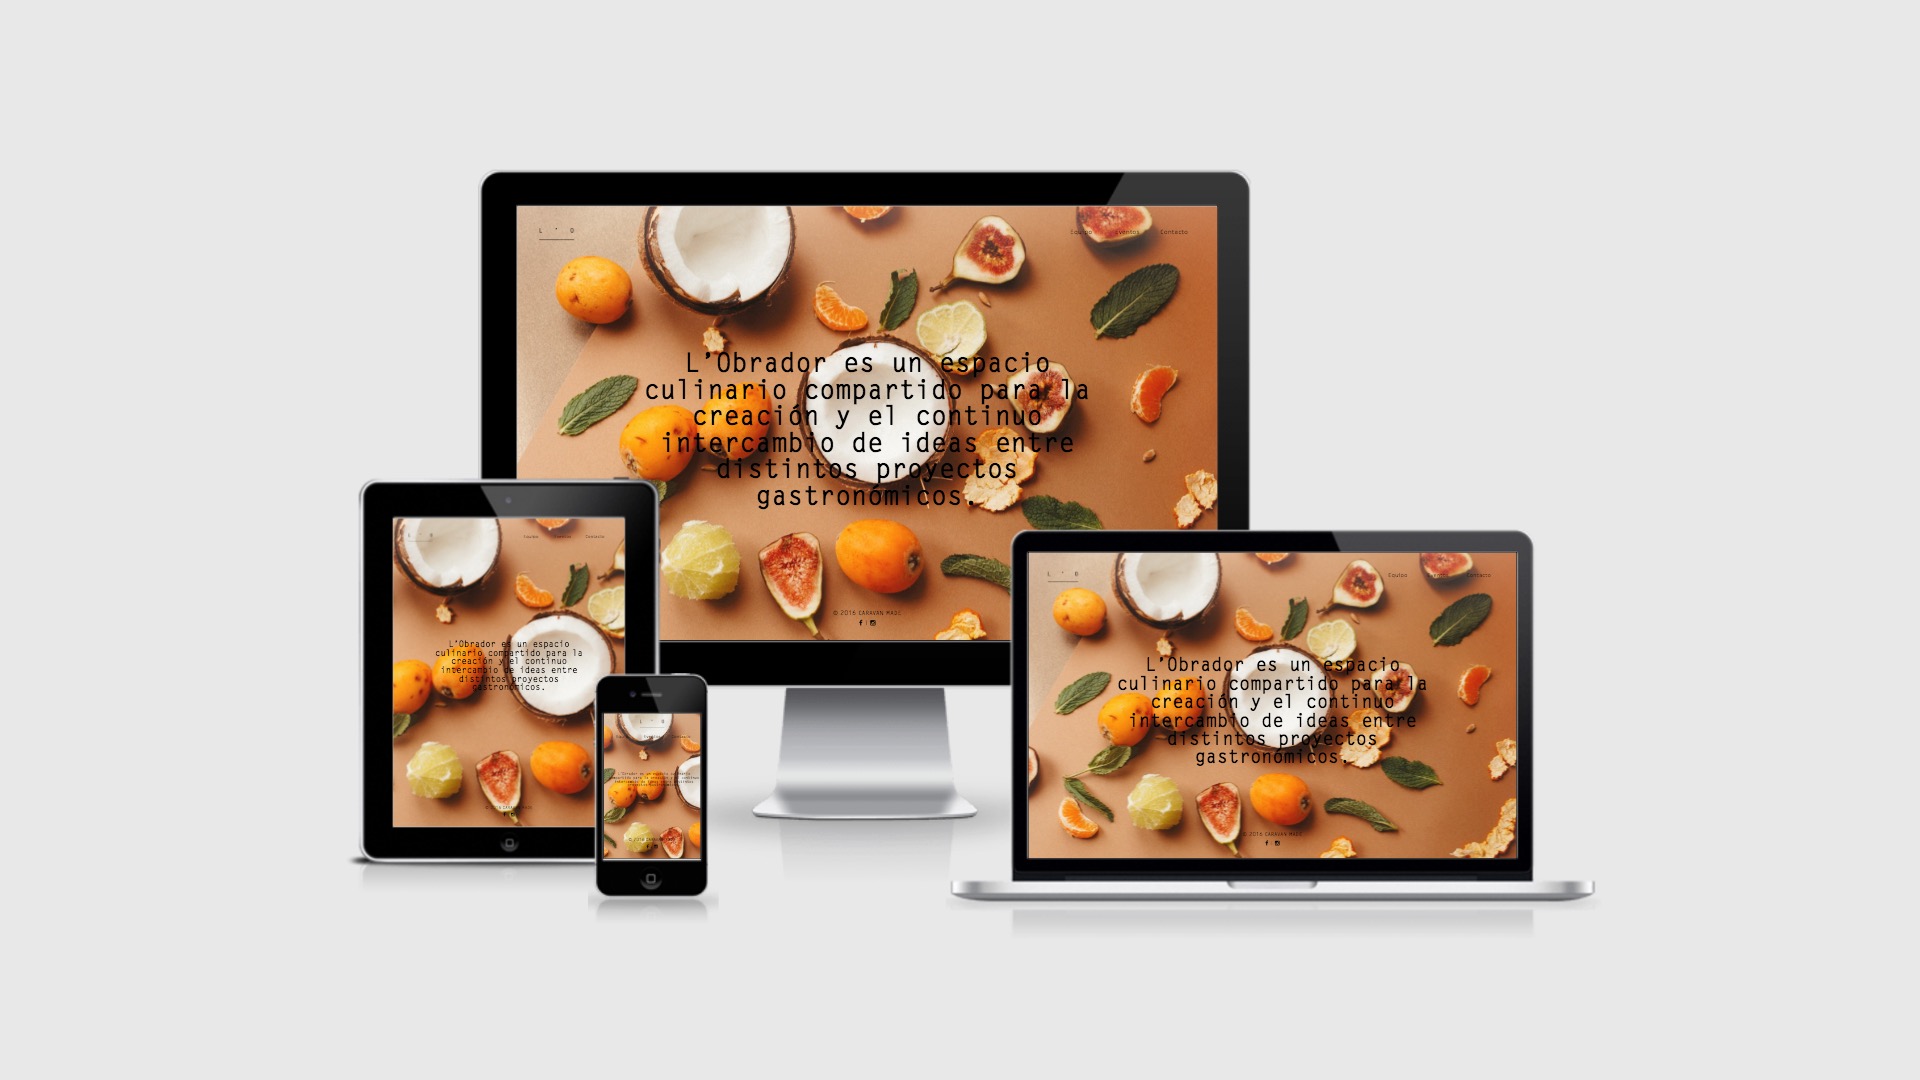 L ' O
Equipo Eventos Contacto
L'Obrador es un espacio
culinario compartido para la
creación y el continuo
intercambio de ideas entre
distintos proyectos
gastronómicos.
© 2016 CARAVAN MADE
L ' O
Equipo Eventos Contacto
L'Obrador es un espacio
culinario compartido para la
creación y el continuo
intercambio de ideas entre
distintos proyectos
gastronómicos.
© 2016 CARAVAN MADE
L ' O
Contacto
L'Obrador es un espacio
culinario compartido para la
creación y el continuo
intercambio de ideas entre
distintos proyectos
gastronómicos.
L ' O
Equipo Eventos Contacto
© 2016 CARAVAN MADE